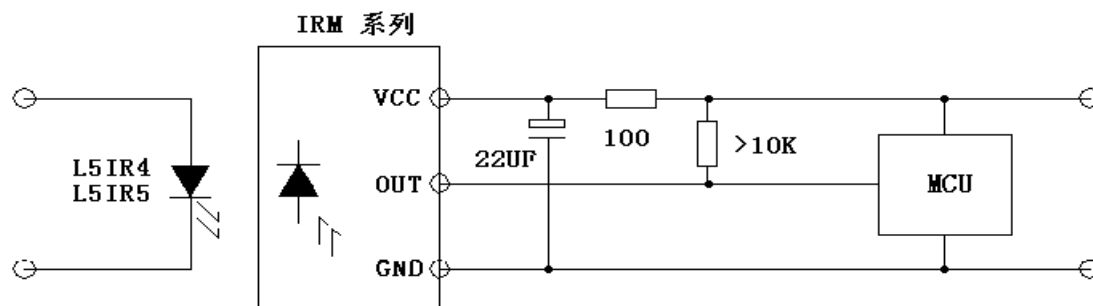 IRM 系列
VCC
100
22UF
>10K
L5IR4
L5IR5
OUT
MCU
GND